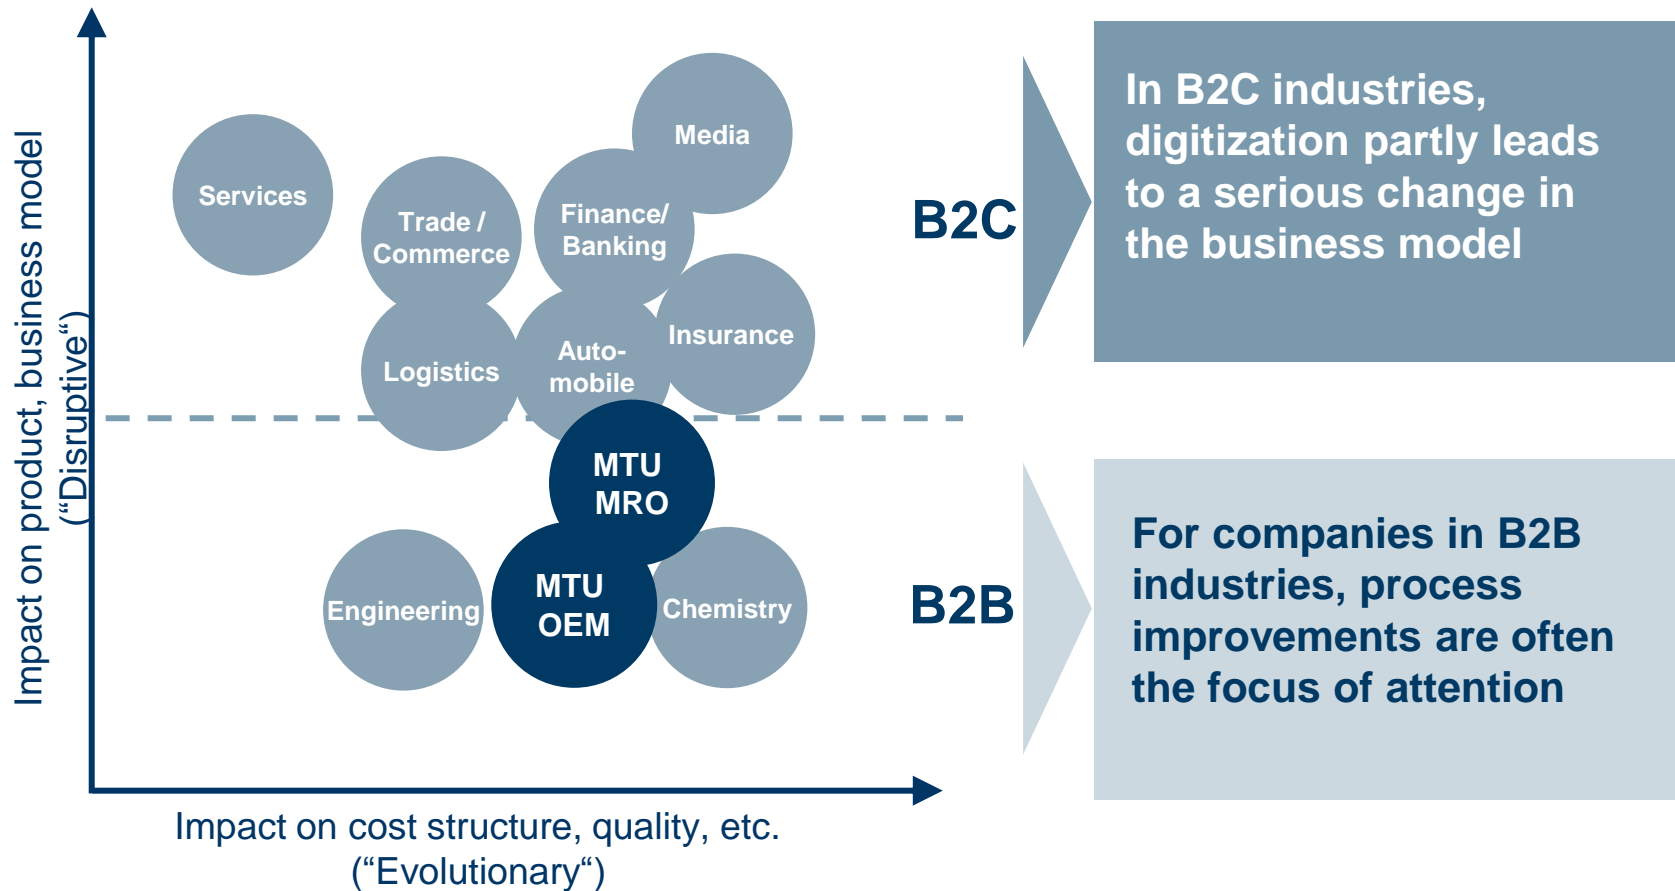 Impact on product, business model
(“Disruptive“)
Services
Trade /
Commerce
Finance/
Banking
Media
Logistics
Auto-
mobile
Insurance
MTU
MRO
Engineering
MTU
OEM
Chemistry
Impact on cost structure, quality, etc.
(“Evolutionary“)
B2C
In B2C industries,
digitization partly leads
to a serious change in
the business model
B2B
For companies in B2B
industries, process
improvements are often
the focus of attention